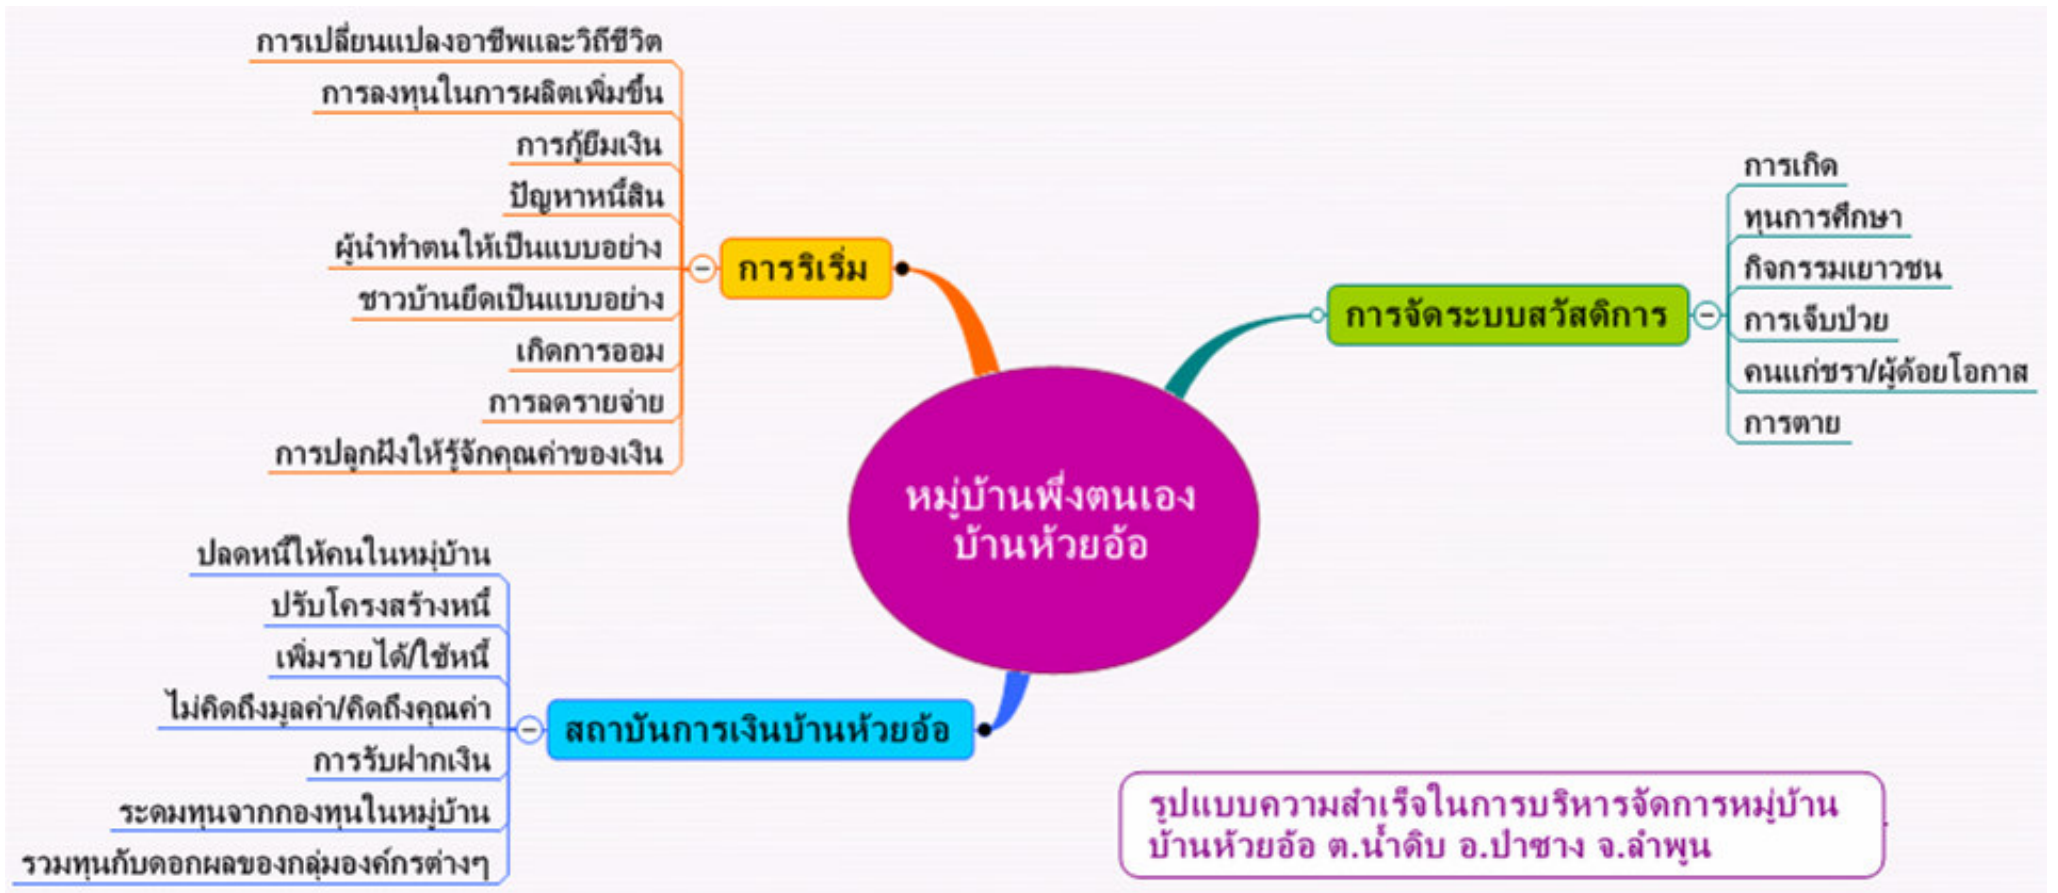 การเปลี่ยนแปลงอาชีพและวิถีชีวิต
การลงทุนในการผลิตเพิ่มขึ้น
การกู้ยืมเงิน
ปัญหาหนี้สิน
ผู้นำทำตนให้เป็นแบบอย่าง
ชาวบ้านยึดเป็นแบบอย่าง
เกิดการออม
การลดรายจ่าย
การปลูกฝังให้รู้จักคุณค่าของเงิน
การริเริ่ม
การจัดระบบสวัสดิการ
การเกิด
ทุนการศึกษา
กิจกรรมเยาวชน
การเจ็บป่วย
คนแก่ชรา/ผู้ด้อยโอกาส
การตาย
หมู่บ้านพึ่งตนเอง
บ้านห้วยอ้อ
ปลดหนี้ให้คนในหมู่บ้าน
ปรับโครงสร้างหนี้
เพิ่มรายได้/ใช้หนี้
ไม่คิดถึงมูลค่า/คิดถึงคุณค่า
การรับฝากเงิน
ระดมทุนจากกองทุนในหมู่บ้าน
รวมทุนกับดอกผลของกลุ่มองค์กรต่างๆ
สถาบันการเงินบ้านห้วยอ้อ
รูปแบบความสำเร็จในการบริหารจัดการหมู่บ้าน
บ้านห้วยอ้อ ต.น้ำดิบ อ.ป่าซาง จ.ลำพูน